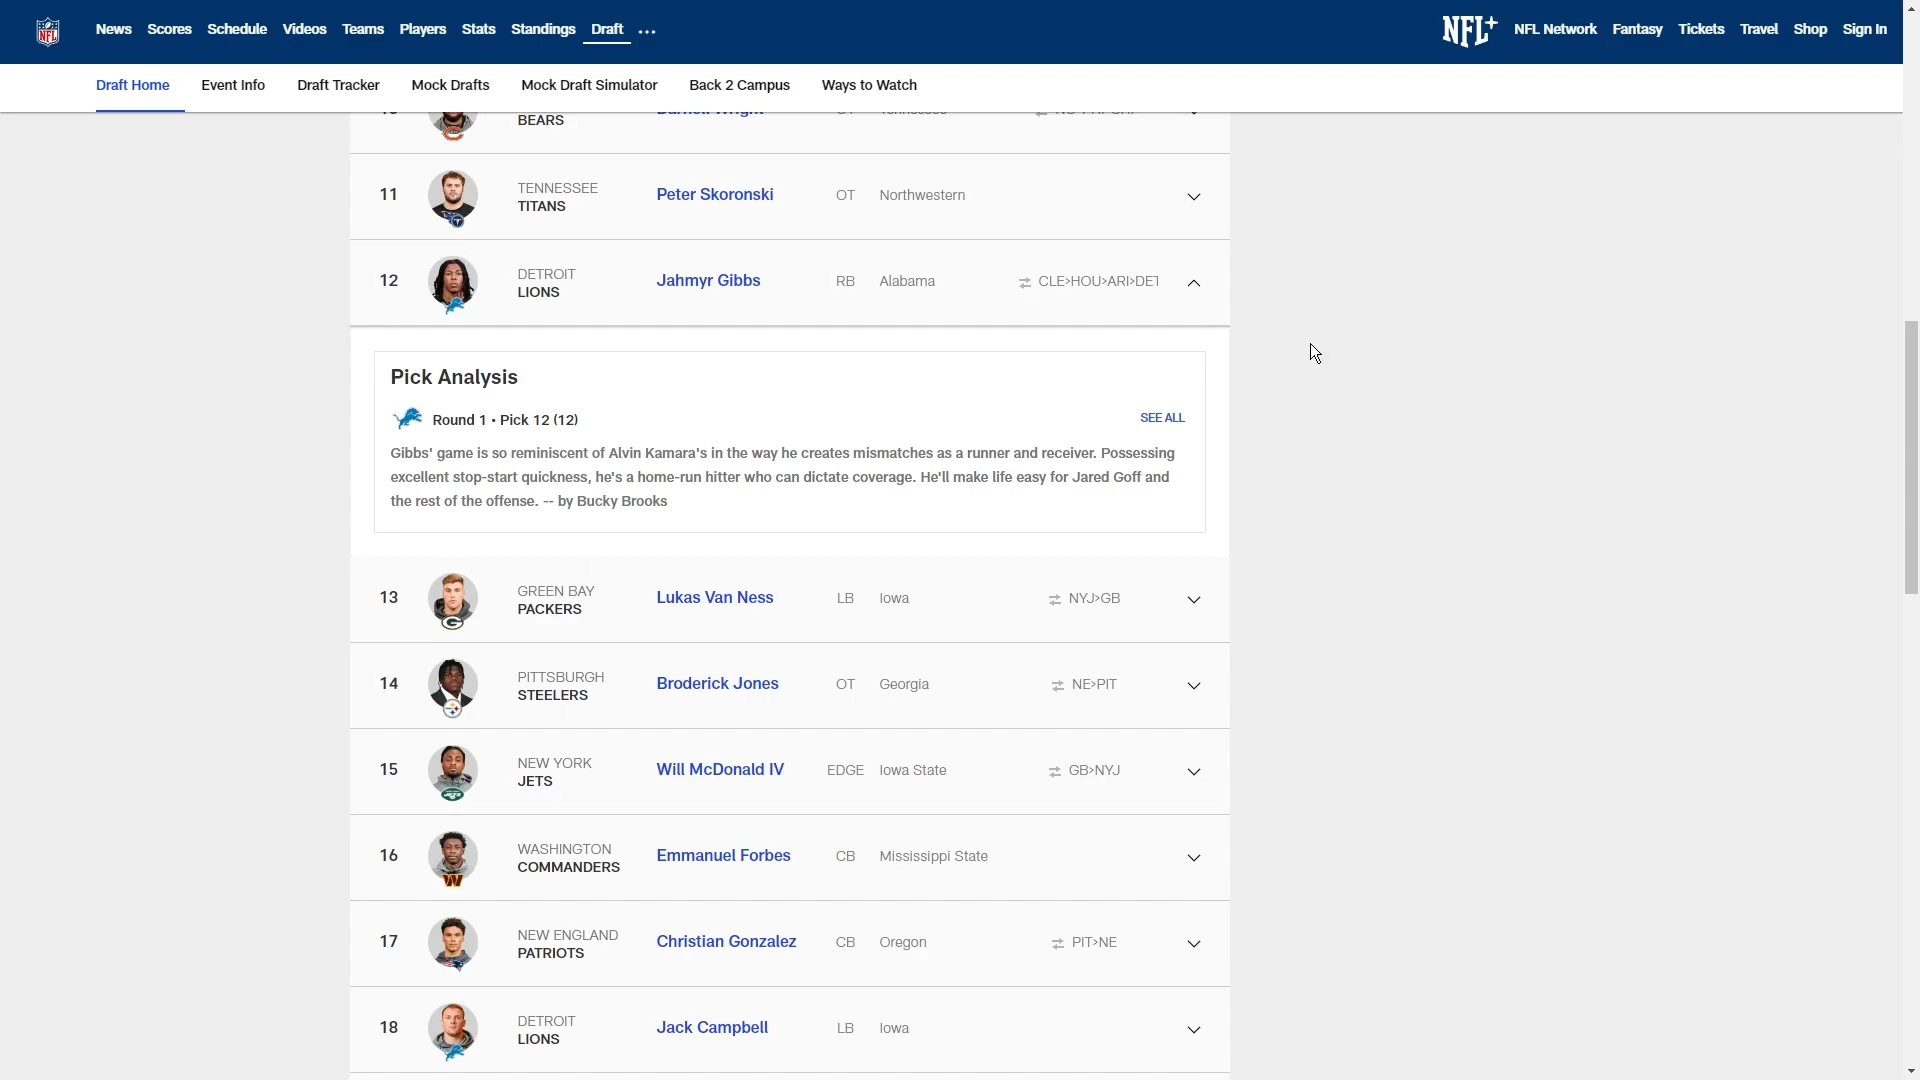 News Scores Schedule Videos Teams Players Stats Standings Draft ... NFL+ NFL Network Fantasy Tickets Travel Shop Sign In
Draft Home Event Info Draft Tracker Mock Drafts Mock Draft Simulator Back 2 Campus Ways to Watch
BEARS Darnell Wright
11 TENNESSEE TITANS Peter Skoronski OT Northwestern
12 DETROIT LIONS Jahmyr Gibbs RB Alabama CLE>HOU>ARI>DET
Pick Analysis
Round 1 • Pick 12 (12) SEE ALL
Gibbs' game is so reminiscent of Alvin Kamara's in the way he creates mismatches as a runner and receiver. Possessing
excellent stop-start quickness, he's a home-run hitter who can dictate coverage. He'll make life easy for Jared Goff and
the rest of the offense. -- by Bucky Brooks
13 GREEN BAY PACKERS Lukas Van Ness LB Iowa NYJ>GB
14 PITTSBURGH STEELERS Broderick Jones OT Georgia NE>PIT
15 NEW YORK JETS Will McDonald IV EDGE Iowa State GB>NYJ
16 WASHINGTON COMMANDERS Emmanuel Forbes CB Mississippi State
17 NEW ENGLAND PATRIOTS Christian Gonzalez CB Oregon PIT>NE
18 DETROIT LIONS Jack Campbell LB Iowa